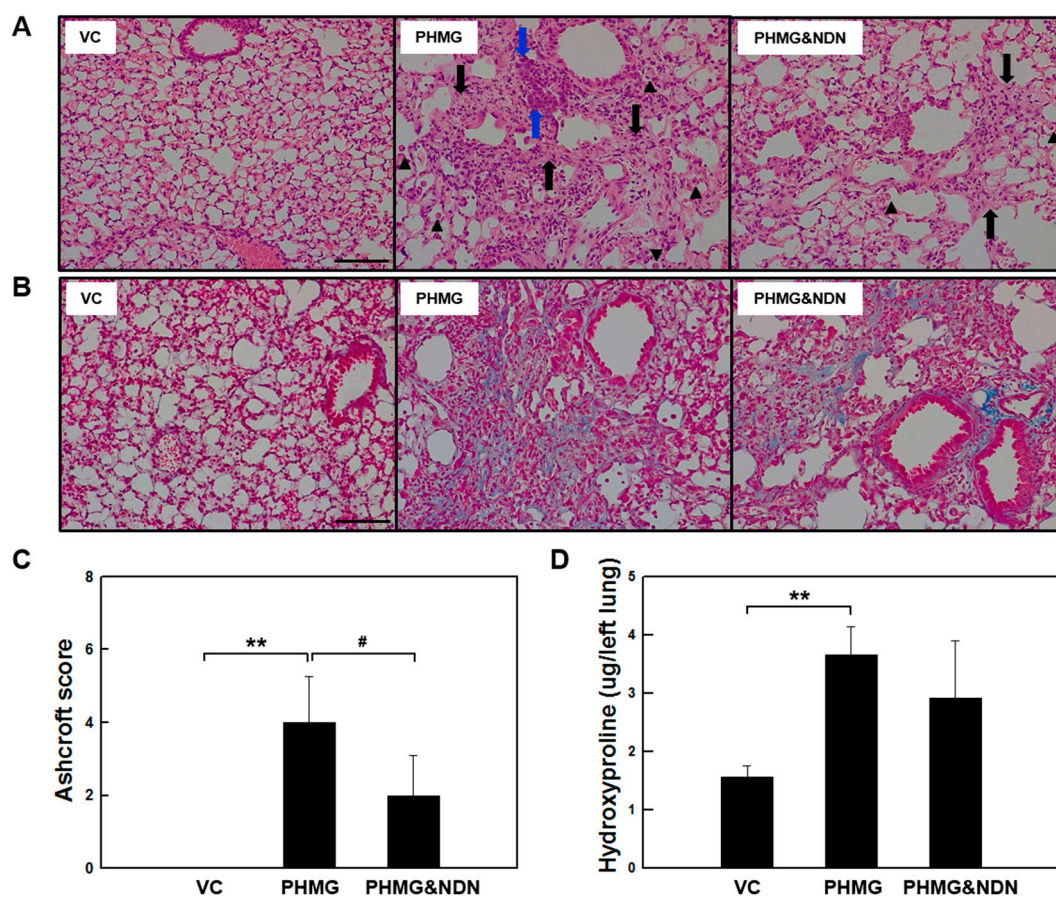 A
VC
PHMG
PHMG&NDN
B
VC
PHMG
PHMG&NDN
C
Ashcroft score
8
6
4
2
0
**
#
VC
PHMG
PHMG&NDN
D
Hydroxyproline (ug/left lung)
5
4
3
2
1
0
**
VC
PHMG
PHMG&NDN